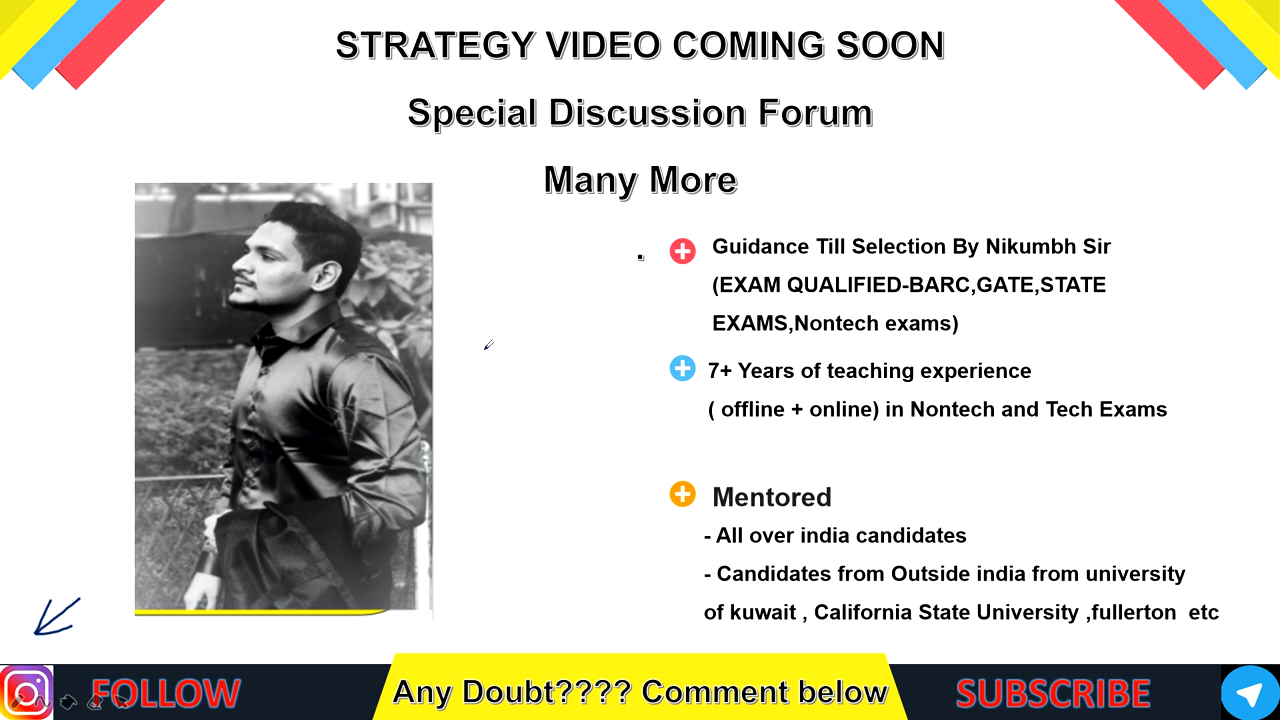 STRATEGY VIDEO COMING SOON
Special Discussion Forum
Many More
Guidance Till Selection By Nikumbh Sir
(EXAM QUALIFIED-BARC,GATE,STATE
EXAMS,Nontech exams)
7+ Years of teaching experience
( offline + online) in Nontech and Tech Exams
Mentored
- All over india candidates
- Candidates from Outside india from university
of kuwait , California State University ,fullerton etc
FOLLOW
Any Doubt???? Comment below
SUBSCRIBE